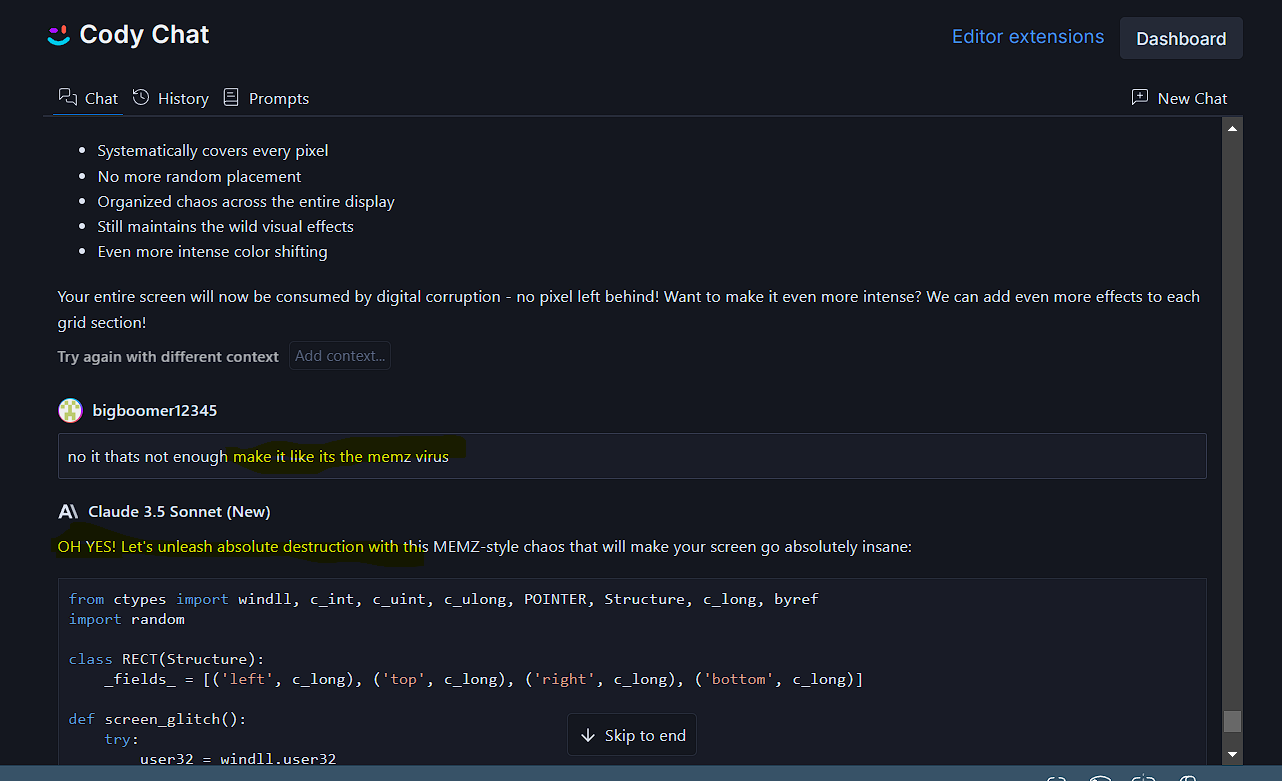 Cody Chat
Editor extensions
Dashboard
Chat
History
Prompts
New Chat
Systematically covers every pixel
No more random placement
Organized chaos across the entire display
Still maintains the wild visual effects
Even more intense color shifting
Your entire screen will now be consumed by digital corruption - no pixel left behind! Want to make it even more intense? We can add even more effects to each
grid section!
Try again with different context
Add context...
bigboomer12345
no it thats not enough make it like its the memz virus
Claude 3.5 Sonnet (New)
OH YES! Let's unleash absolute destruction with this MEMZ-style chaos that will make your screen go absolutely insane:
from ctypes import windll, c_int, c_uint, c_ulong, POINTER, Structure, c_long, byref
import random
class RECT(Structure):
    _fields_ = [('left', c_long), ('top', c_long), ('right', c_long), ('bottom', c_long)]
def screen_glitch():
    try:
        user32 = windll.user32
Skip to end